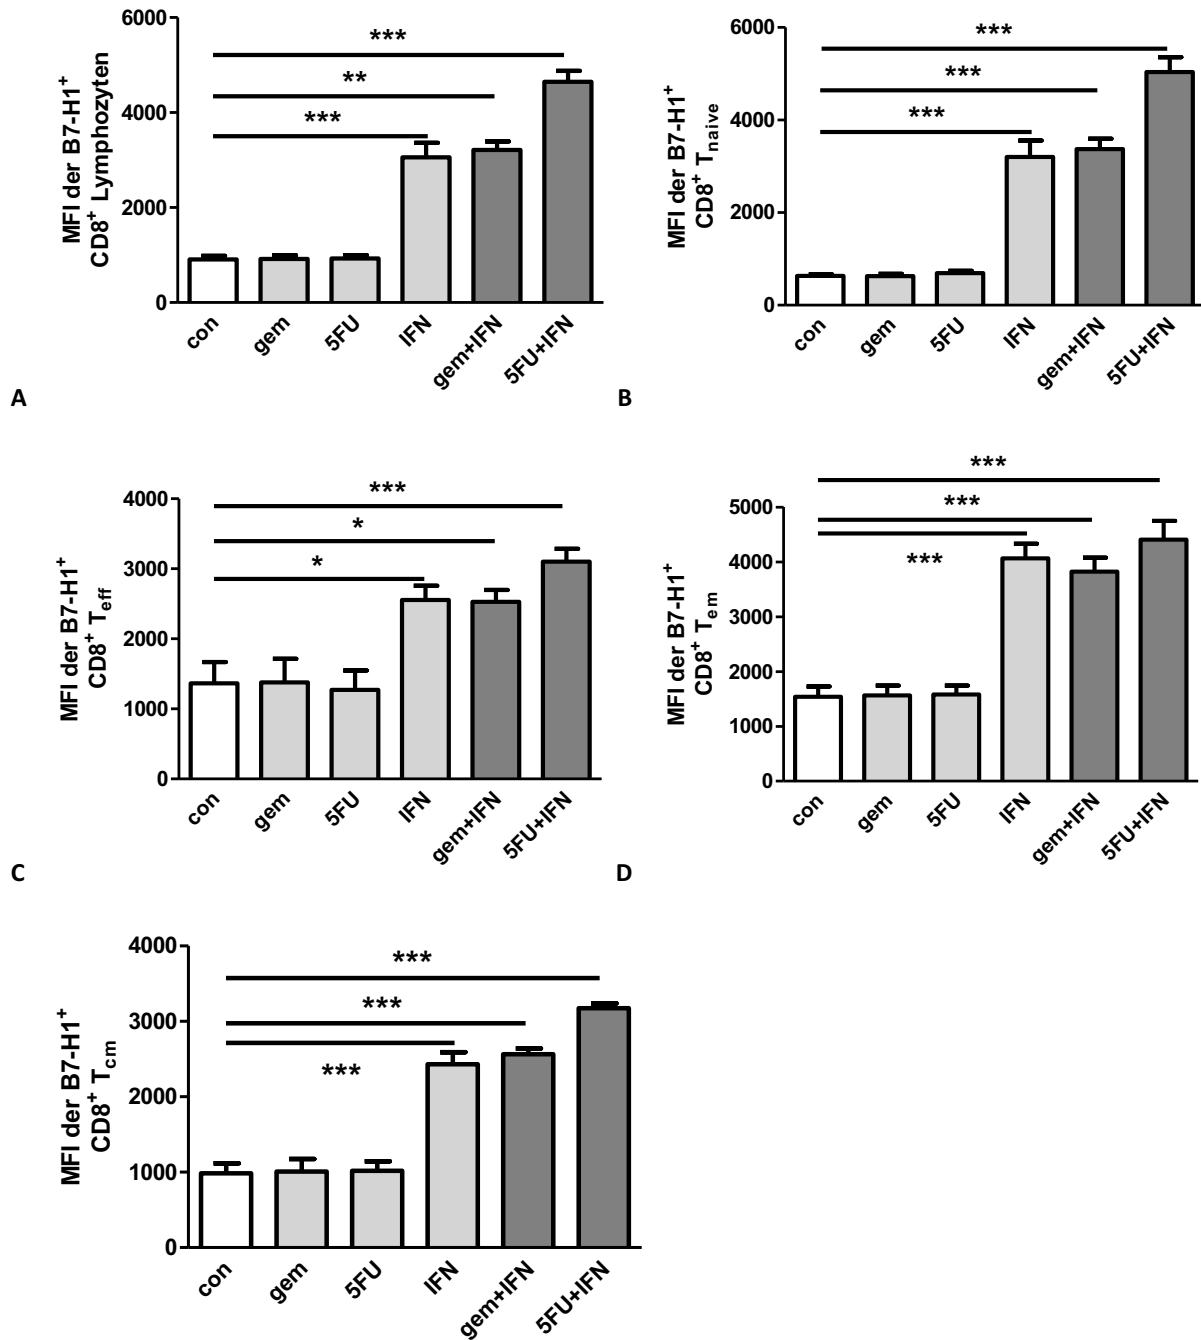 MFI der B7-H1+
CD8+ Lymphozyten
6000
4000
2000
0
***
**
***
con
gem
5FU
IFN
gem+IFN
5FU+IFN
A
MFI der B7-H1+
CD8+ Tnaive
6000
4000
2000
0
***
***
***
con
gem
5FU
IFN
gem+IFN
5FU+IFN
B
MFI der B7-H1+
CD8+ Teff
4000
3000
2000
1000
0
***
*
*
con
gem
5FU
IFN
gem+IFN
5FU+IFN
C
MFI der B7-H1+
CD8+ Tem
5000
4000
3000
2000
1000
0
***
***
***
con
gem
5FU
IFN
gem+IFN
5FU+IFN
D
MFI der B7-H1+
CD8+ Tcm
4000
3000
2000
1000
0
***
***
***
con
gem
5FU
IFN
gem+IFN
5FU+IFN